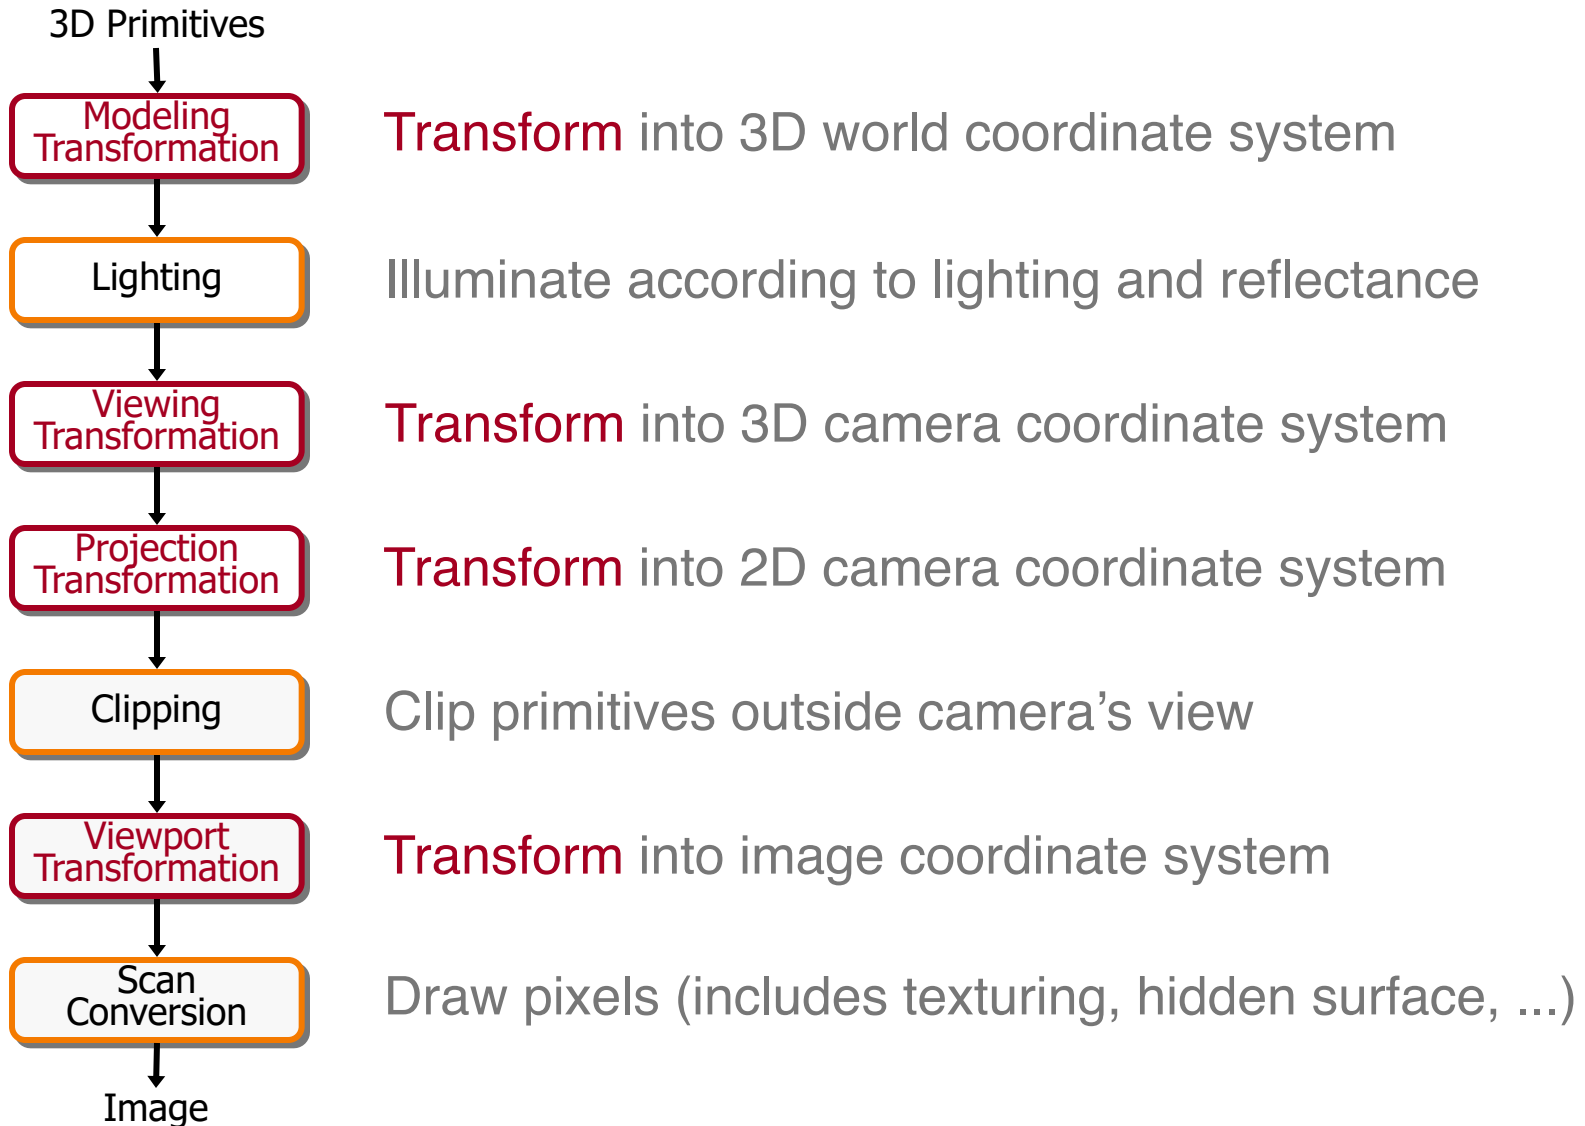 3D Primitives
Modeling
Transformation
Transform into 3D world coordinate system
Lighting
Illuminate according to lighting and reflectance
Viewing
Transformation
Transform into 3D camera coordinate system
Projection
Transformation
Transform into 2D camera coordinate system
Clipping
Clip primitives outside camera’s view
Viewport
Transformation
Transform into image coordinate system
Scan
Conversion
Draw pixels (includes texturing, hidden surface, ...)
Image